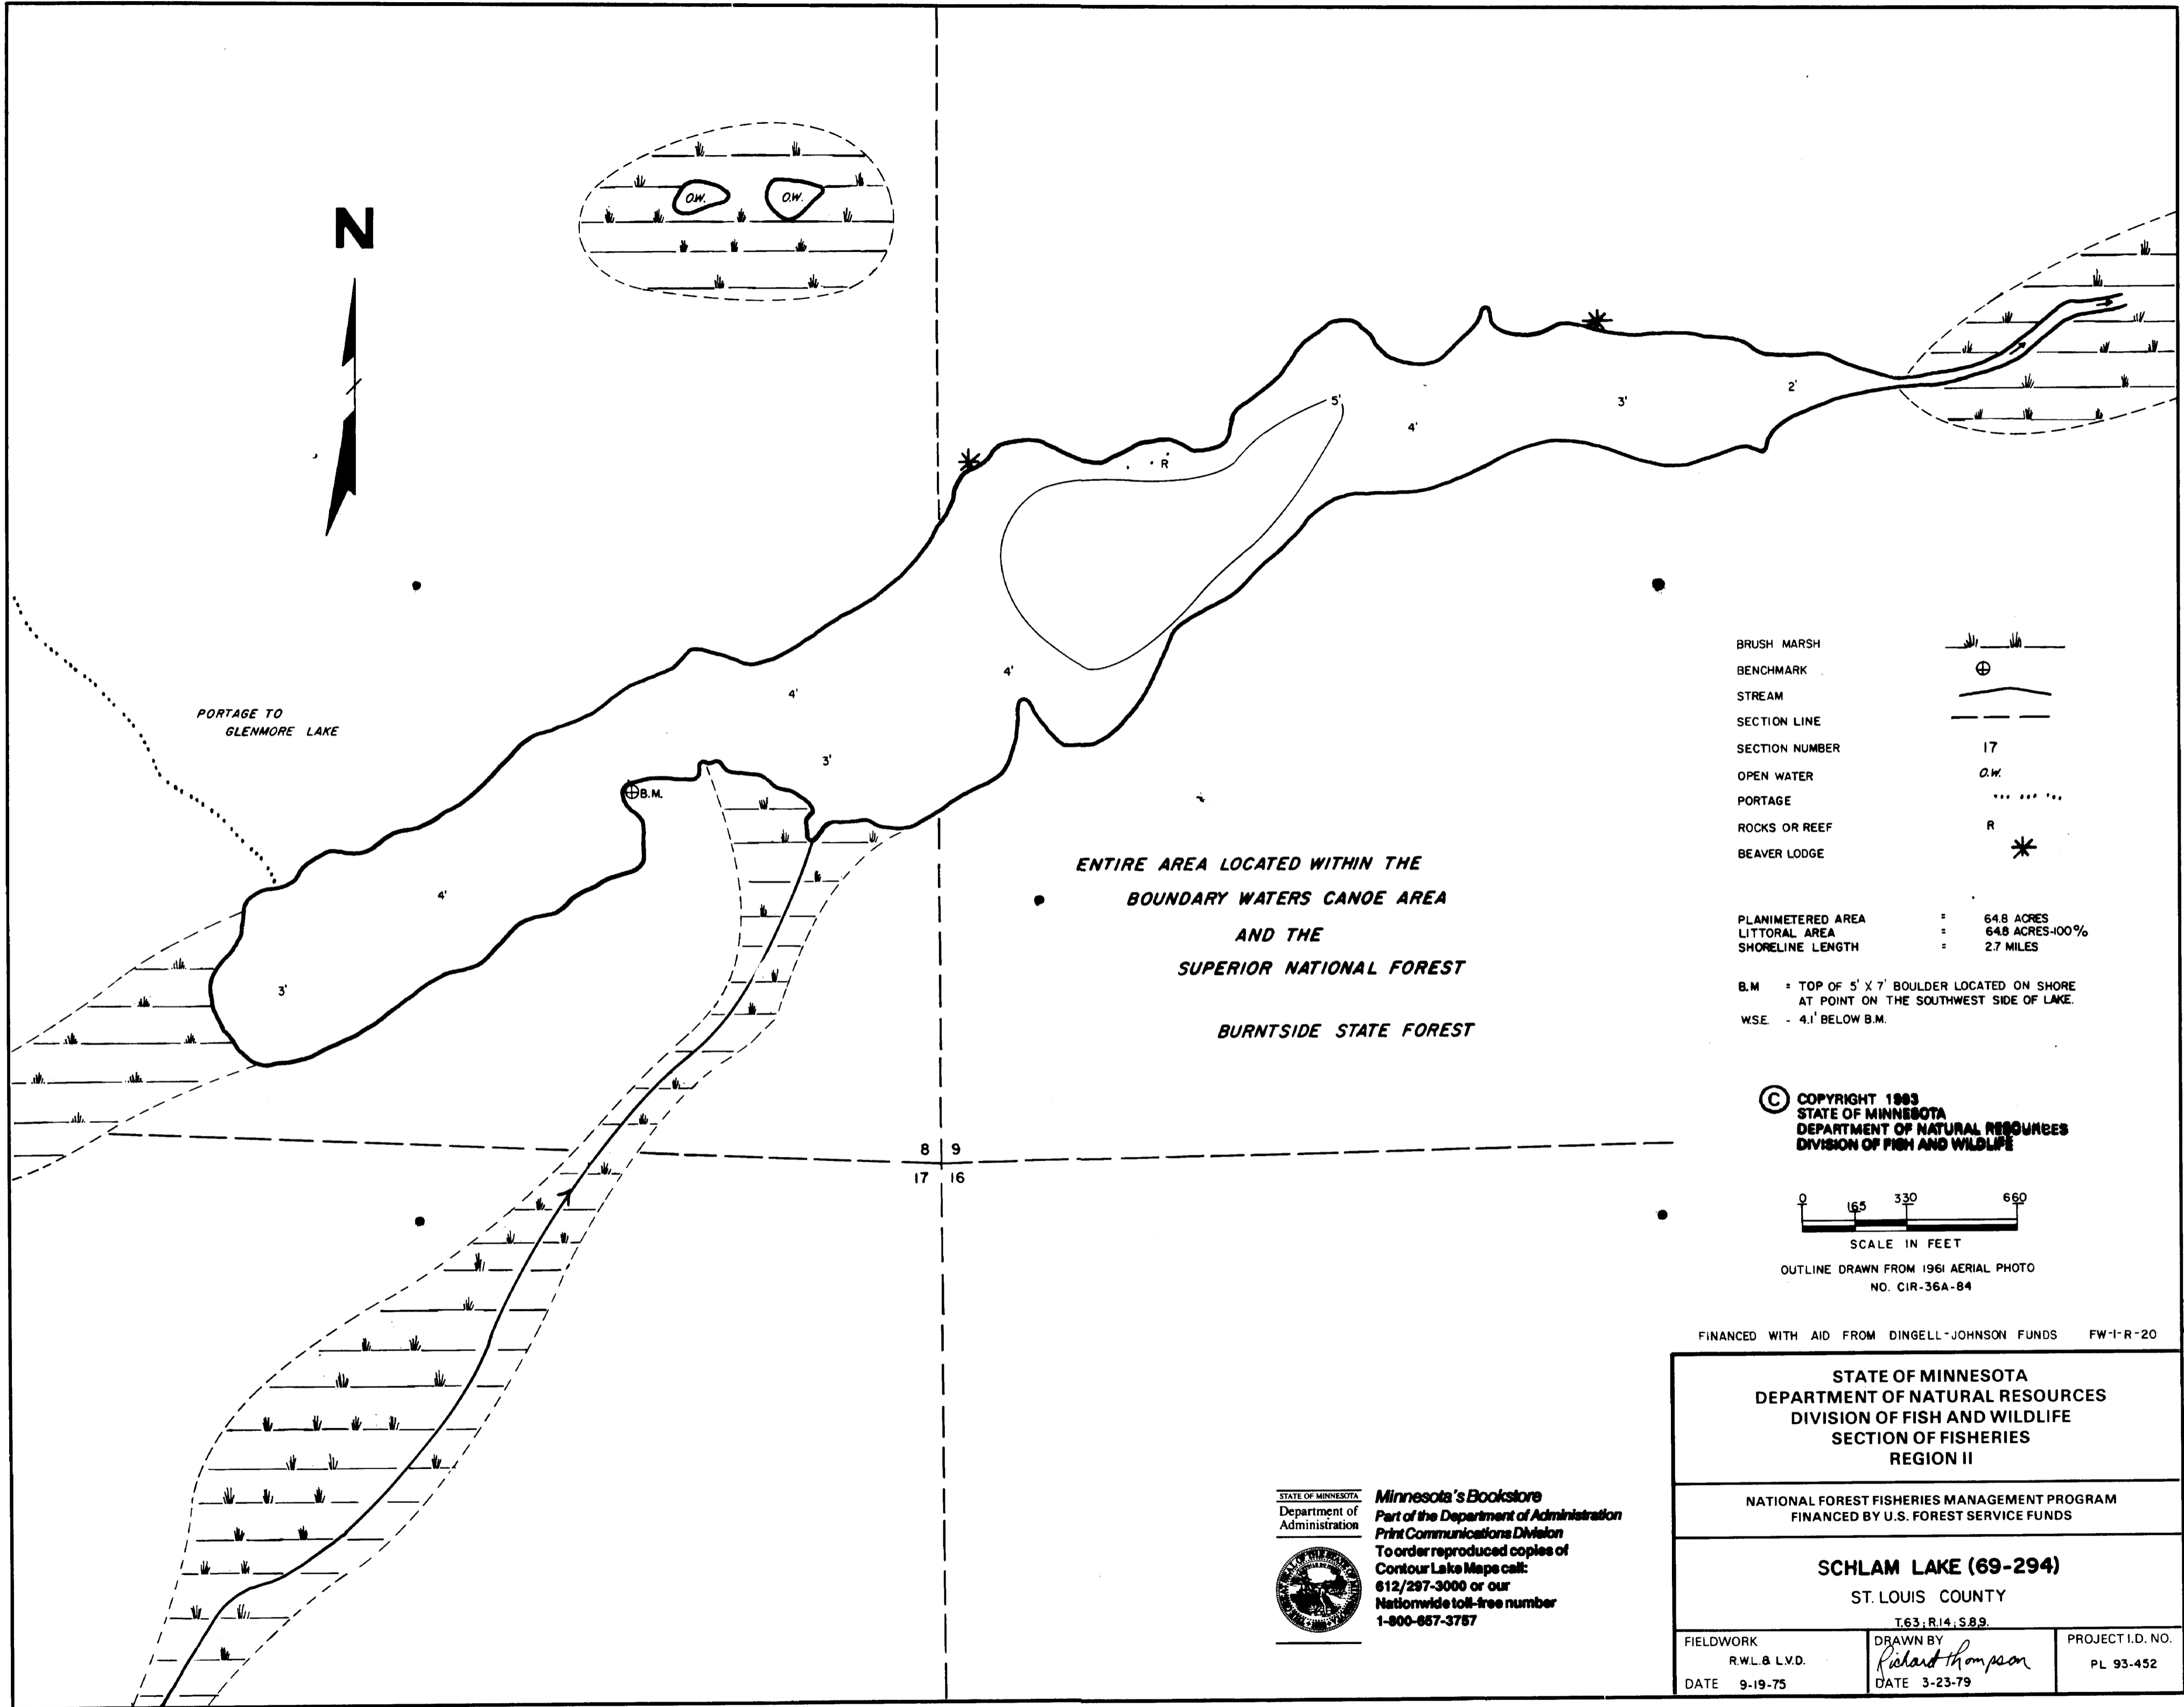 N
O.W.
O.W.
5'
4'
3'
2'
R
4'
4'
3'
PORTAGE TO
GLENMORE LAKE
B.M.
4'
3'
8 9
17 16
ENTIRE AREA LOCATED WITHIN THE
BOUNDARY WATERS CANOE AREA
AND THE
SUPERIOR NATIONAL FOREST
BURNTSIDE STATE FOREST
BRUSH MARSH
BENCHMARK
STREAM
SECTION LINE
SECTION NUMBER 17
OPEN WATER O.W.
PORTAGE
ROCKS OR REEF R
BEAVER LODGE
PLANIMETERED AREA = 64.8 ACRES
LITTORAL AREA = 64.8 ACRES-100%
SHORELINE LENGTH = 2.7 MILES
B.M = TOP OF 5' X 7' BOULDER LOCATED ON SHORE
AT POINT ON THE SOUTHWEST SIDE OF LAKE.
W.S.E. - 4.1' BELOW B.M.
© COPYRIGHT 1993
STATE OF MINNESOTA
DEPARTMENT OF NATURAL RESOURCES
DIVISION OF FISH AND WILDLIFE
0 165 330 660
SCALE IN FEET
OUTLINE DRAWN FROM 1961 AERIAL PHOTO
NO. CIR-36A-84
FINANCED WITH AID FROM DINGELL-JOHNSON FUNDS FW-1-R-20
STATE OF MINNESOTA
DEPARTMENT OF NATURAL RESOURCES
DIVISION OF FISH AND WILDLIFE
SECTION OF FISHERIES
REGION II
NATIONAL FOREST FISHERIES MANAGEMENT PROGRAM
FINANCED BY U.S. FOREST SERVICE FUNDS
SCHLAM LAKE (69-294)
ST. LOUIS COUNTY
T.63; R.14; S.8,9.
FIELDWORK
R.W.L. & L.V.D.
DATE 9-19-75
DRAWN BY
Richard Thompson
DATE 3-23-79
PROJECT I.D. NO.
PL 93-452
STATE OF MINNESOTA
Department of
Administration
Minnesota's Bookstore
Part of the Department of Administration
Print Communications Division
To order reproduced copies of
Contour Lake Maps call:
612/297-3000 or our
Nationwide toll-free number
1-800-657-3757